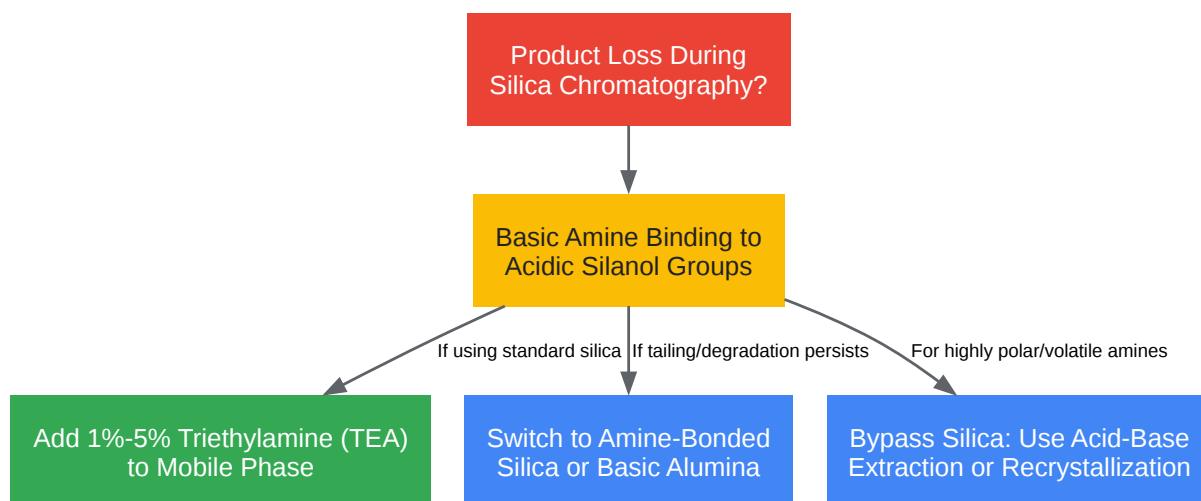 Product Loss During
Silica Chromatography?
Basic Amine Binding to
Acidic Silanol Groups
If using standard silica
If tailing/degradation persists
For highly polar/volatile amines
Add 1%-5% Triethylamine (TEA)
to Mobile Phase
Switch to Amine-Bonded
Silica or Basic Alumina
Bypass Silica: Use Acid-Base
Extraction or Recrystallization